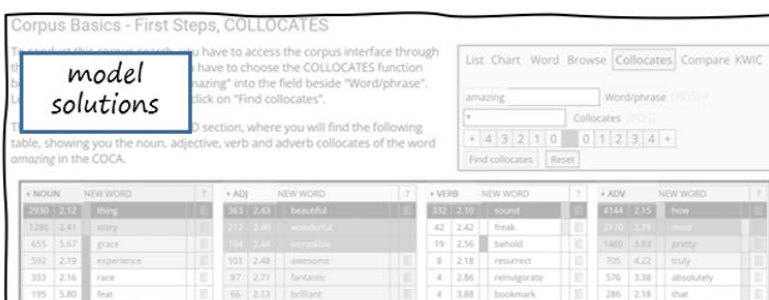 Corpus Basics - First Steps, COLLOCATES
you have to access the corpus interface through
have to choose the COLLOCATES function
amazing" into the field beside "Word/phrase".
click on "Find collocates".
model
solutions
section, where you will find the following
table, showing you the noun, adjective, verb and adverb collocates of the word
amazing in the COCA.
List Chart Word Browse Collocates Compare KWIC
amazing Word/phrase [POS]?
* Collocates [POS]
+ 4 3 2 1 0 0 1 2 3 4 +
Find collocates Reset
+ NOUN NEW WORD ? + ADJ NEW WORD ? + VERB NEW WORD ? + ADV NEW WORD ?
2930 2.12 thing 363 2.43 beautiful 332 2.10 sound 4144 2.15 how
1286 2.41 story 212 2.40 wonderful 42 2.42 freak 2170 2.79 most
655 5.67 grace 194 3.44 incredible 19 2.56 behold 1460 3.83 pretty
592 2.19 experience 101 2.48 awesome 8 2.18 resurrect 705 4.22 truly
333 2.16 race 87 2.71 fantastic 4 2.86 reinvigorate 576 3.38 absolutely
195 5.80 feat 66 2.13 brilliant 4 3.88 bookmark 286 2.18 that